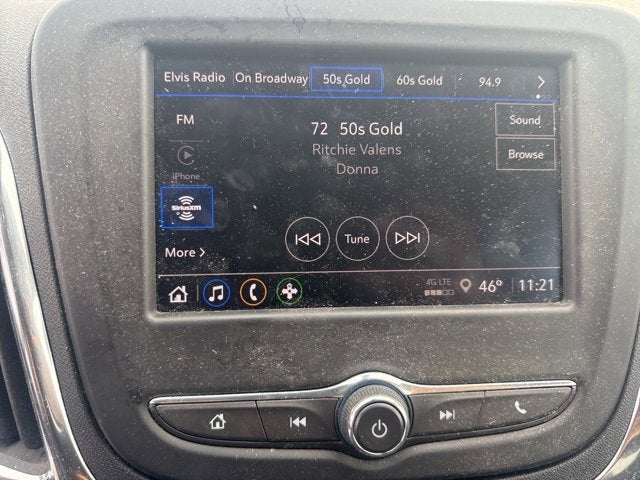 Elvis Radio On Broadway 50s Gold 60s Gold 94.9
FM
72 50s Gold
Sound
Ritchie Valens
Browse
iPhone
Donna
SiriusXM
Tune
More
4G LTE
46° 11:21